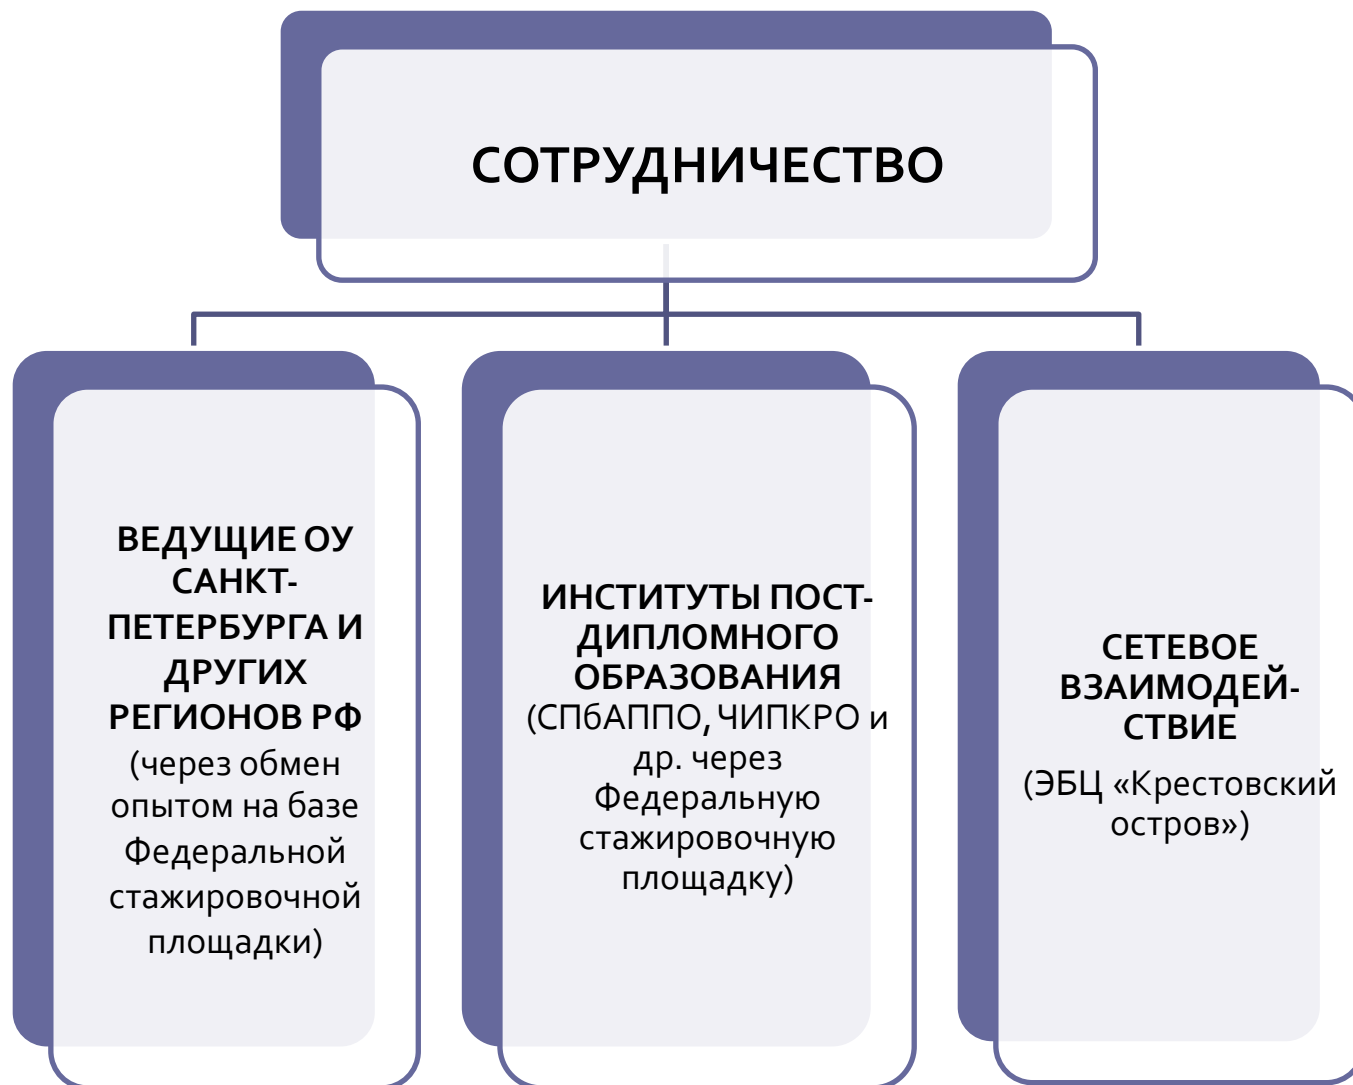 СОТРУДНИЧЕСТВО
ВЕДУЩИЕ ОУ
САНКТ-
ПЕТЕРБУРГА И
ДРУГИХ
РЕГИОНОВ РФ
(через обмен
опытом на базе
Федеральной
стажировочной
площадки)
ИНСТИТУТЫ ПОСТ-
ДИПЛОМНОГО
ОБРАЗОВАНИЯ
(СПбАППО, ЧИПКРО и
др. через
Федеральную
стажировочную
площадку)
СЕТЕВОЕ
ВЗАИМОДЕЙ-
СТВИЕ
(ЭБЦ «Крестовский
остров»)